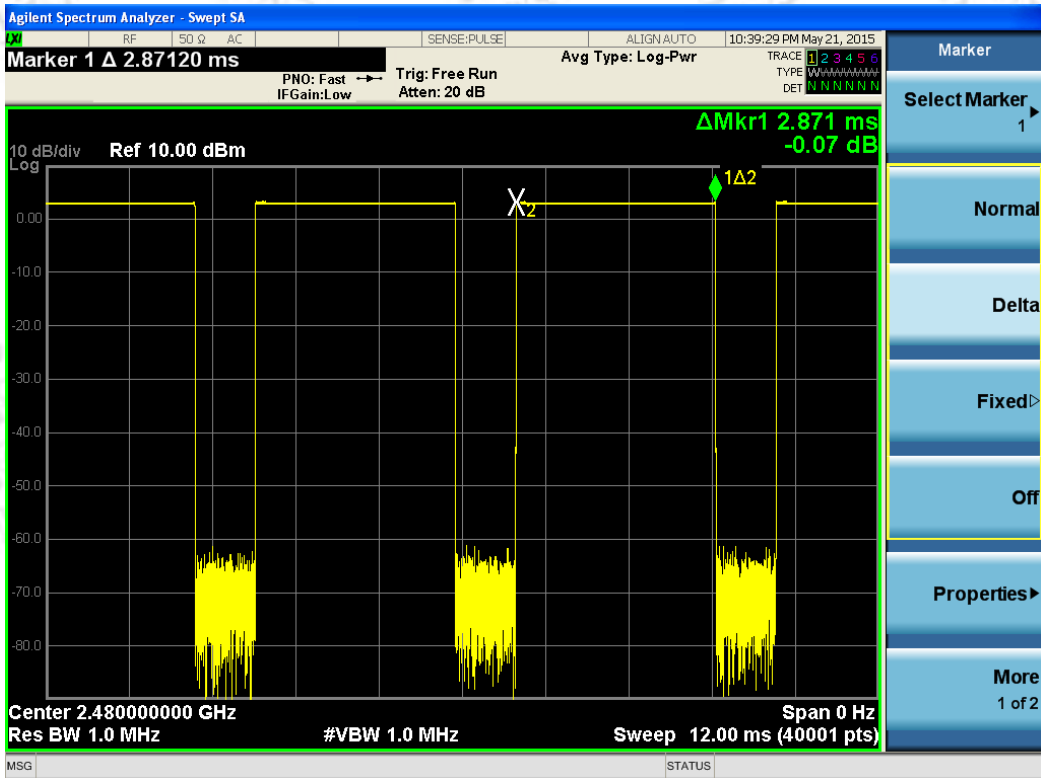 Agilent Spectrum Analyzer - Swept SA
LXI RF 50 Ω AC SENSE:PULSE ALIGN AUTO 10:39:29 PM May 21, 2015
Marker 1 Δ 2.87120 ms
PNO: Fast
IFGain:Low
Trig: Free Run
Atten: 20 dB
Avg Type: Log-Pwr
TRACE 1 2 3 4 5 6
TYPE
DET N N N N N N
ΔMkr1 2.871 ms
-0.07 dB
10 dB/div Ref 10.00 dBm
Log
1Δ2
X2
0.00
-10.0
-20.0
-30.0
-40.0
-50.0
-60.0
-70.0
-80.0
Center 2.480000000 GHz Span 0 Hz
Res BW 1.0 MHz #VBW 1.0 MHz Sweep 12.00 ms (40001 pts)
MSG STATUS
Marker
Select Marker
1
Normal
Delta
Fixed
Off
Properties
More
1 of 2